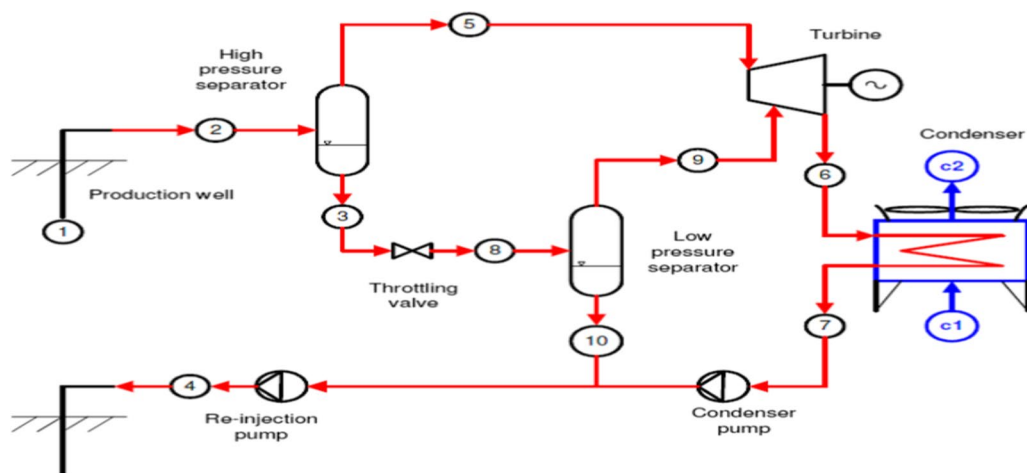 5
Turbine
High
pressure
separator
2
Condenser
9
c2
6
Production well
3
1
8
Low
pressure
separator
Throttling
valve
7
c1
10
4
Re-injection
pump
Condenser
pump